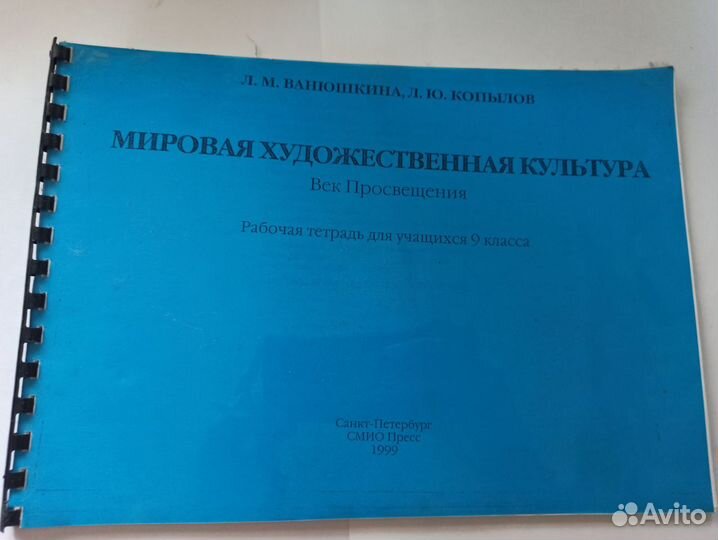 Л. М. ВАНЮШКИНА, Л. Ю. КОПЫЛОВ
МИРОВАЯ ХУДОЖЕСТВЕННАЯ КУЛЬТУРА
Век Просвещения
Рабочая тетрадь для учащихся 9 класса
Санкт-Петербург
СМИО Пресс
1999
Avito